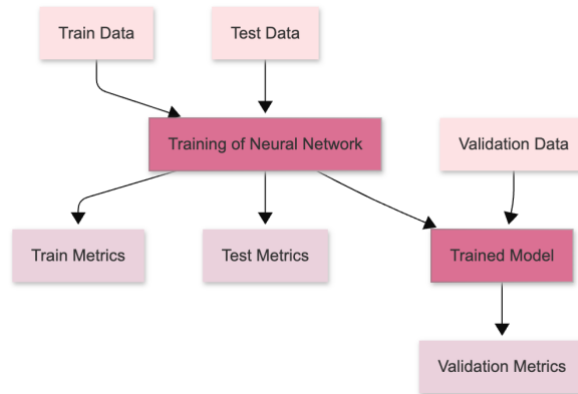 Train Data
Test Data
Training of Neural Network
Validation Data
Train Metrics
Test Metrics
Trained Model
Validation Metrics